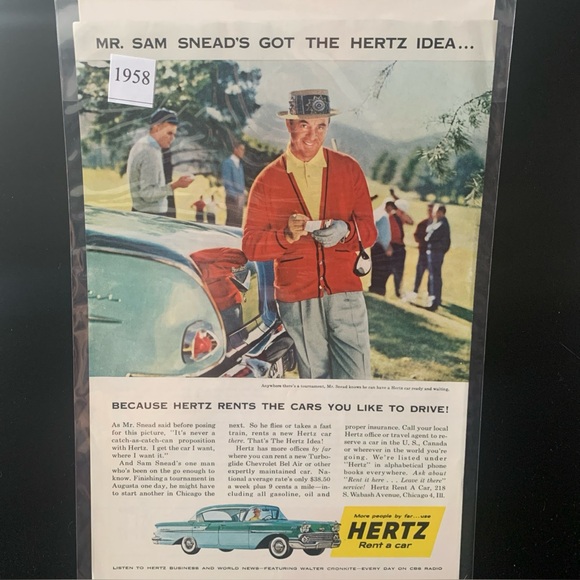 MR. SAM SNEAD'S GOT THE HERTZ IDEA...
1958
Anywhere there's a tournament, Mr. Snead knows he can have a Hertz car ready and waiting.
BECAUSE HERTZ RENTS THE CARS YOU LIKE TO DRIVE!
As Mr. Snead said before posing
for this picture, "It's never a
catch-as-catch-can proposition
with Hertz. I get the car I want,
where I want it."
And Sam Snead's one man
who's been on the go enough to
know. Finishing a tournament in
Augusta one day, he might have
to start another in Chicago the
next. So he flies or takes a fast
train, rents a new Hertz car
there. That's The Hertz Idea!
Hertz has more offices by far
where you can rent a new Turbo-
glide Chevrolet Bel Air or other
expertly maintained car. Na-
tional average rate's only $38.50
a week plus 9 cents a mile—in-
cluding all gasoline, oil and
proper insurance. Call your local
Hertz office or travel agent to re-
serve a car in the U. S., Canada
or wherever in the world you're
going. We're listed under
"Hertz" in alphabetical phone
books everywhere. Ask about
"Rent it here . . . Leave it there"
service! Hertz Rent A Car, 218
S. Wabash Avenue, Chicago 4, Ill.
More people by far...use
HERTZ
Rent a car
LISTEN TO HERTZ BUSINESS AND WORLD NEWS—FEATURING WALTER CRONKITE—EVERY DAY ON CBS RADIO